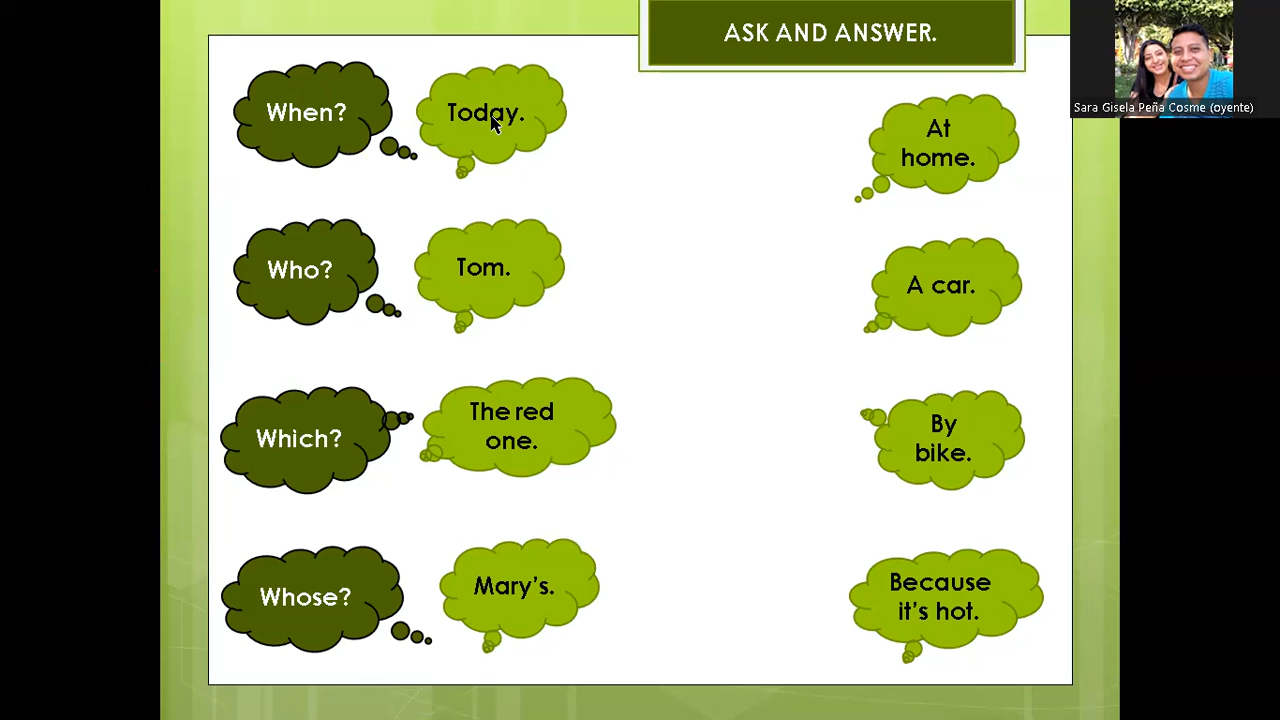 ASK AND ANSWER.
Sara Gisela Peña Cosme (oyente)
When?
Today.
At
home.
Who?
Tom.
A car.
Which?
The red
one.
By
bike.
Whose?
Mary's.
Because
it's hot.